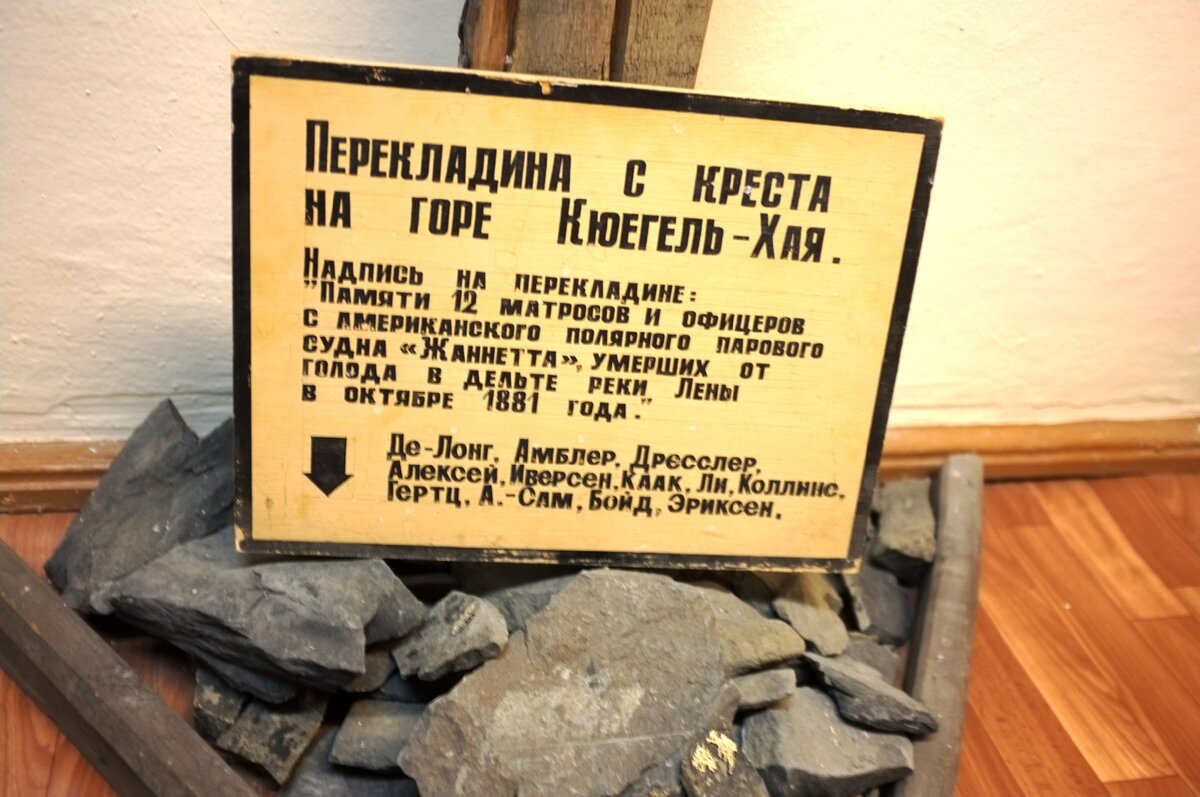 Перекладина с креста
на горе Кюегель-Хая.
Надпись на перекладине:
"Памяти 12 матросов и офицеров
с американского полярного парового
судна «Жаннетта», умерших от
голода в дельте реки Лены
в октябре 1881 года."
Де-Лонг, Амблер, Дресслер,
Алексей, Иверсен, Каак, Ли, Коллинс,
Гертц, А.-Сам, Бойд, Эриксен.